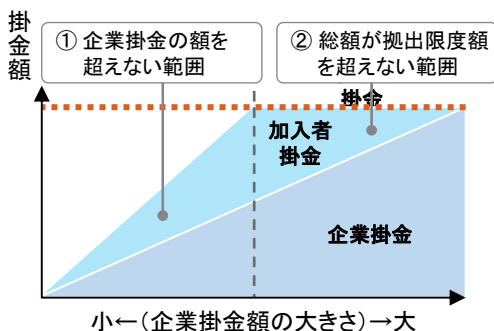 掛金額
① 企業掛金の額を
超えない範囲
② 総額が拠出限度額
を超えない範囲
掛金
加入者
掛金
企業掛金
小←(企業掛金額の大きさ)→大